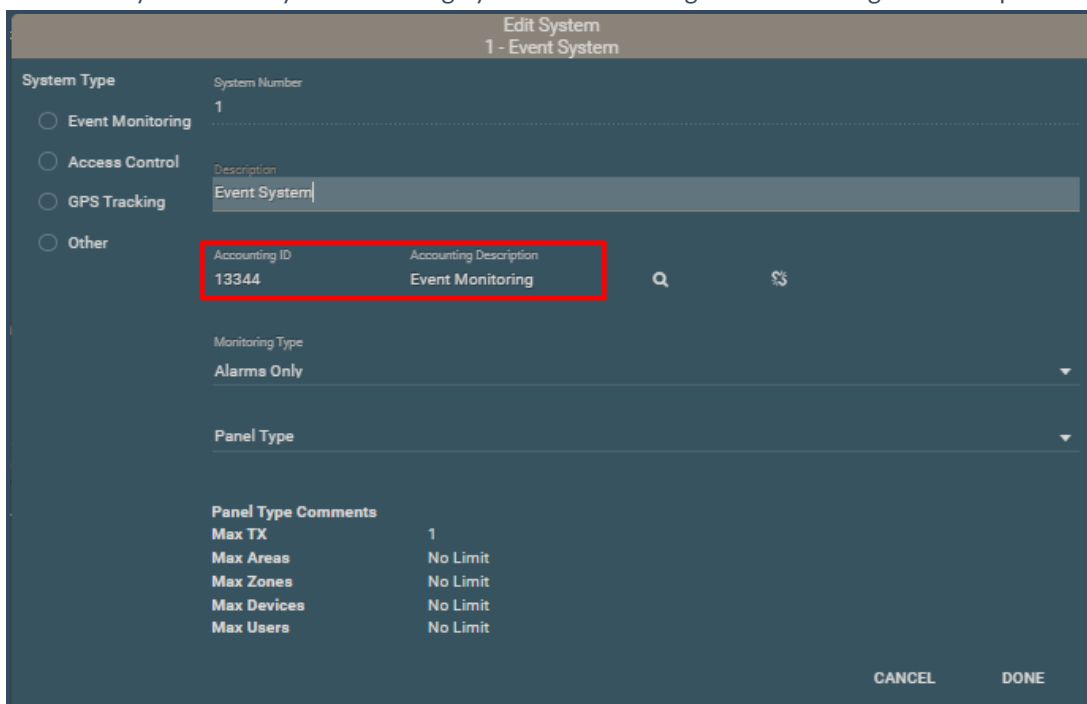 Edit System
1 - Event System
System Type
Event Monitoring
Access Control
GPS Tracking
Other
System Number
1
Description
Event System
Accounting ID Accounting Description
13344 Event Monitoring
Monitoring Type
Alarms Only
Panel Type
Panel Type Comments
Max TX 1
Max Areas No Limit
Max Zones No Limit
Max Devices No Limit
Max Users No Limit
CANCEL DONE